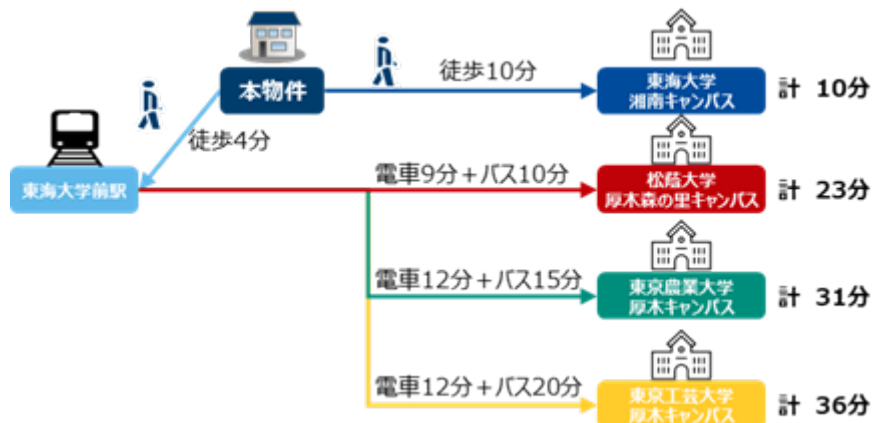 本物件
徒歩10分
東海大学
湘南キャンパス
計 10分
徒歩4分
東海大学前駅
電車9分+バス10分
松蔭大学
厚木森の里キャンパス
計 23分
電車12分+バス15分
東京農業大学
厚木キャンパス
計 31分
電車12分+バス20分
東京工芸大学
厚木キャンパス
計 36分